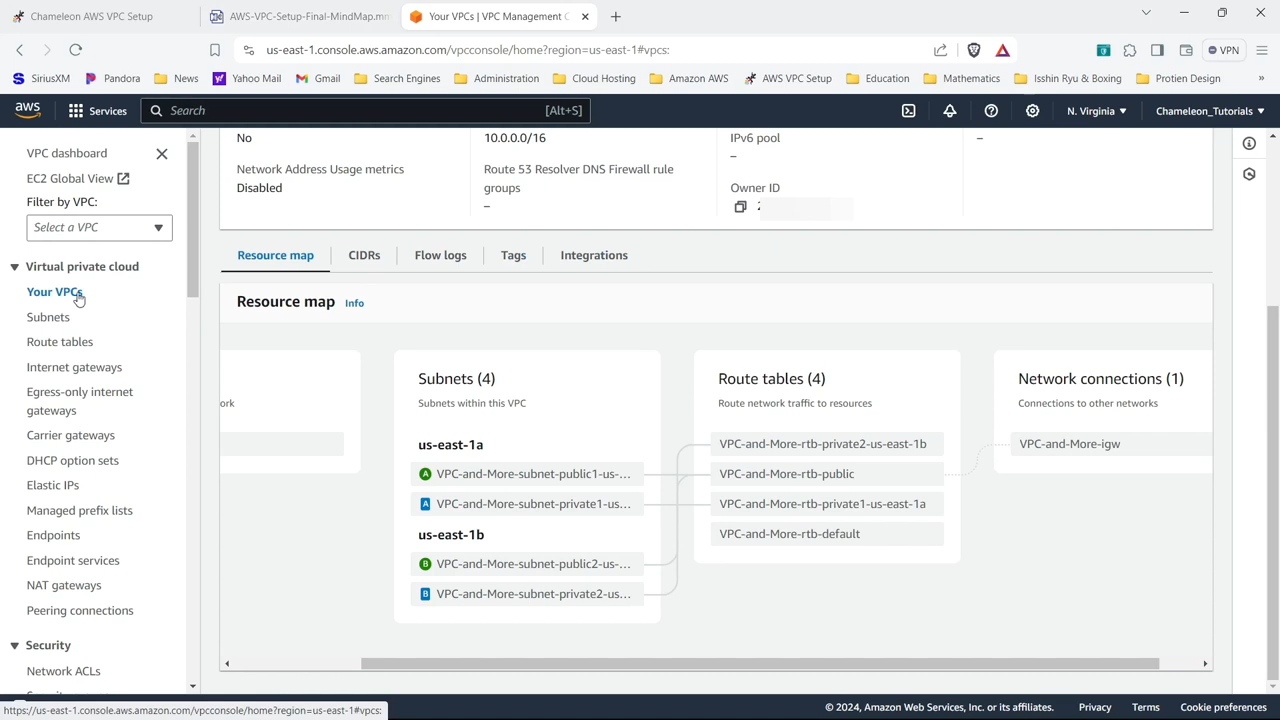 Chameleon AWS VPC Setup
AWS-VPC-Setup-Final-MindMap.mm
Your VPCs | VPC Management C
us-east-1.console.aws.amazon.com/vpcconsole/home?region=us-east-1#vpcs:
VPN
SiriusXM
Pandora
News
Yahoo Mail
Gmail
Search Engines
Administration
Cloud Hosting
Amazon AWS
AWS VPC Setup
Education
Mathematics
Isshin Ryu & Boxing
Protien Design
»
aws
Services
Search
[Alt+S]
N. Virginia
Chameleon_Tutorials
VPC dashboard
EC2 Global View
Filter by VPC:
Select a VPC
Virtual private cloud
Your VPCs
Subnets
Route tables
Internet gateways
Egress-only internet
gateways
Carrier gateways
DHCP option sets
Elastic IPs
Managed prefix lists
Endpoints
Endpoint services
NAT gateways
Peering connections
Security
Network ACLs
No
10.0.0.0/16
IPv6 pool
–
–
Network Address Usage metrics
Disabled
Route 53 Resolver DNS Firewall rule
groups
–
Owner ID
Resource map
CIDRs
Flow logs
Tags
Integrations
Resource map
Info
ork
Subnets (4)
Subnets within this VPC
us-east-1a
A VPC-and-More-subnet-public1-us-...
A VPC-and-More-subnet-private1-us...
us-east-1b
B VPC-and-More-subnet-public2-us-...
B VPC-and-More-subnet-private2-us...
Route tables (4)
Route network traffic to resources
VPC-and-More-rtb-private2-us-east-1b
VPC-and-More-rtb-public
VPC-and-More-rtb-private1-us-east-1a
VPC-and-More-rtb-default
Network connections (1)
Connections to other networks
VPC-and-More-igw
https://us-east-1.console.aws.amazon.com/vpcconsole/home?region=us-east-1#vpcs:
© 2024, Amazon Web Services, Inc. or its affiliates.
Privacy
Terms
Cookie preferences